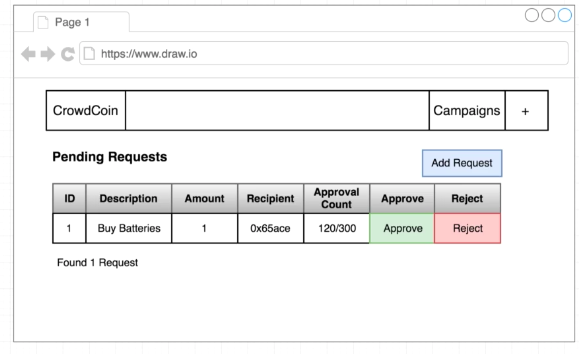 Page 1
https://www.draw.io
CrowdCoin Campaigns +
Pending Requests
Add Request
ID Description Amount Recipient Approval Count Approve Reject
1 Buy Batteries 1 0x65ace 120/300 Approve Reject
Found 1 Request